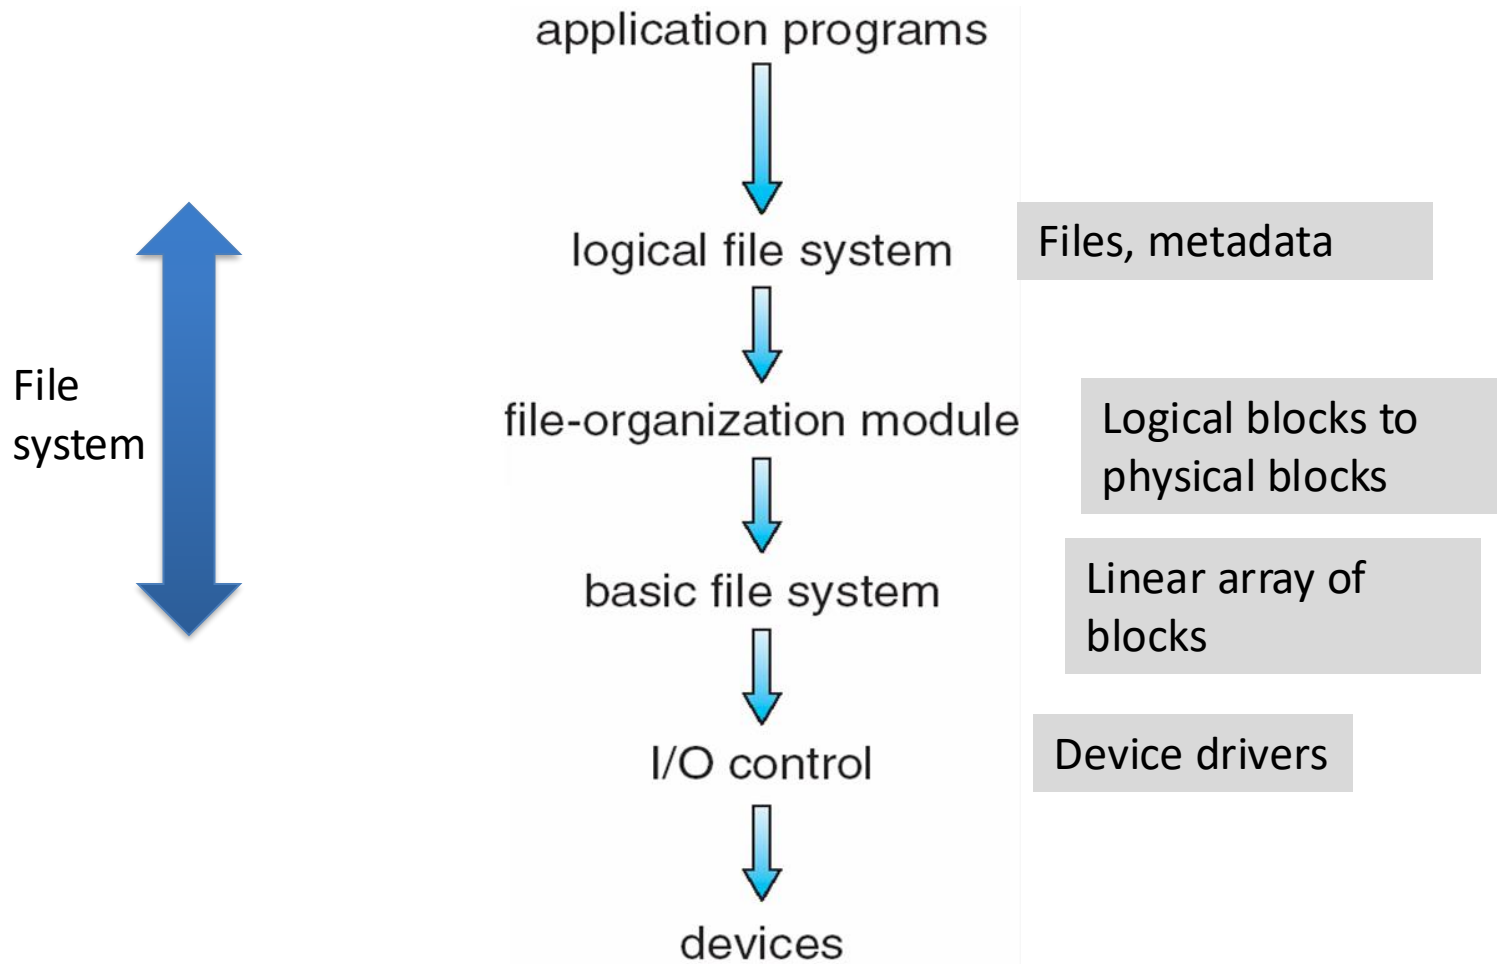 application programs
logical file system
Files, metadata
File
system
file-organization module
Logical blocks to
physical blocks
basic file system
Linear array of
blocks
I/O control
Device drivers
devices